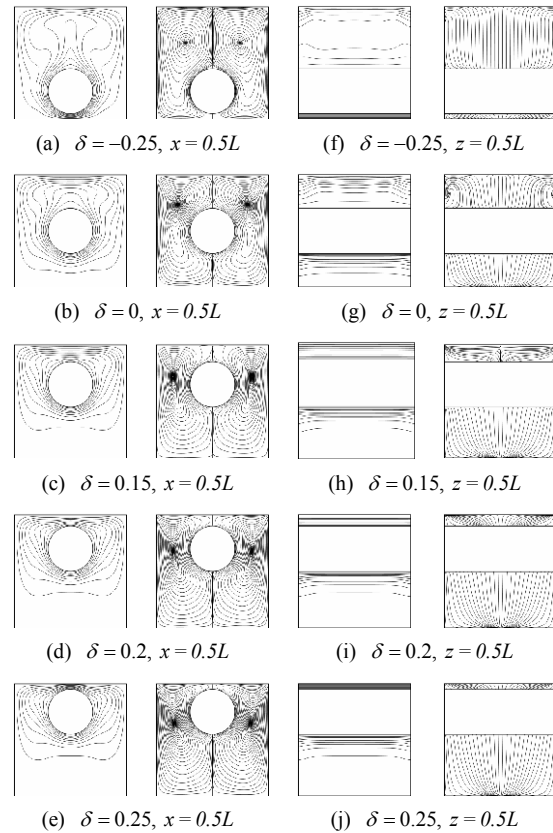 (a) δ = −0.25, x = 0.5L
(f) δ = −0.25, z = 0.5L
(b) δ = 0, x = 0.5L
(g) δ = 0, z = 0.5L
(c) δ = 0.15, x = 0.5L
(h) δ = 0.15, z = 0.5L
(d) δ = 0.2, x = 0.5L
(i) δ = 0.2, z = 0.5L
(e) δ = 0.25, x = 0.5L
(j) δ = 0.25, z = 0.5L